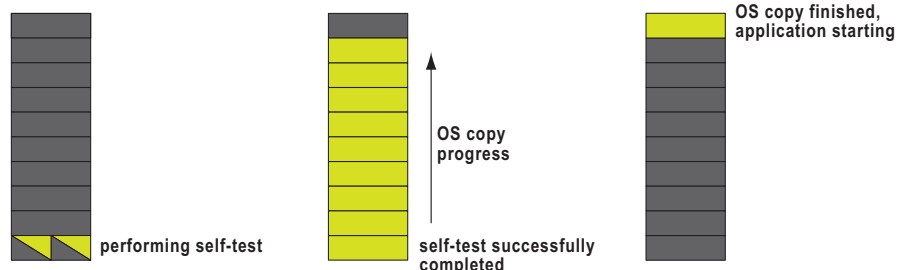 OS copy finished,
application starting
OS copy
progress
performing self-test
self-test successfully
completed